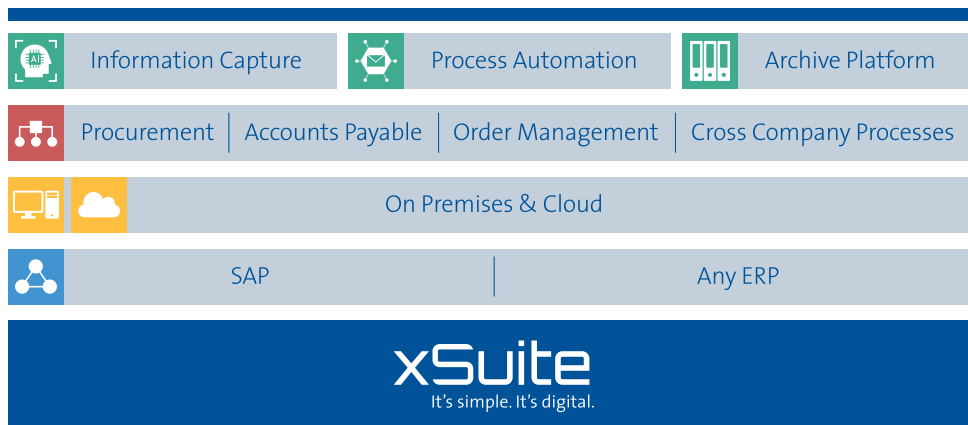 AI
Information Capture
Process Automation
Archive Platform
Procurement
Accounts Payable
Order Management
Cross Company Processes
On Premises & Cloud
SAP
Any ERP
xSuite
It's simple. It's digital.